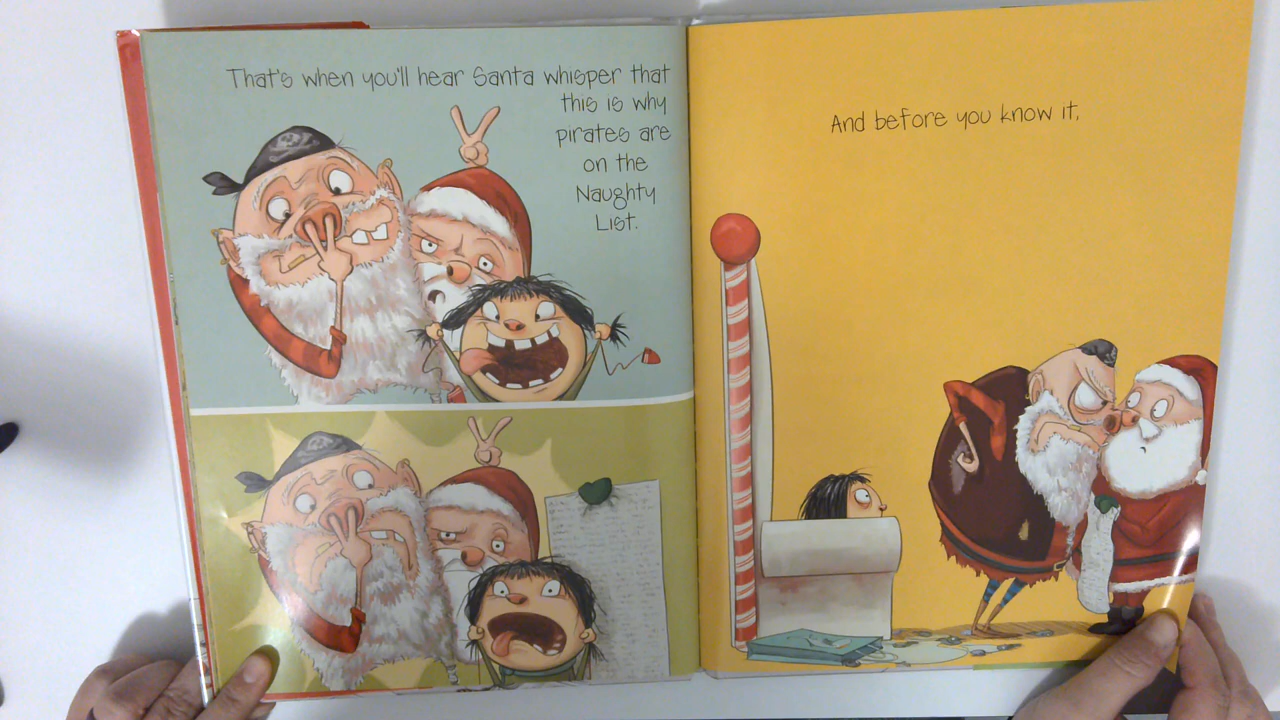 That's when you'll hear Santa whisper that
this is why
pirates are
on the
Naughty
List.
And before you know it,